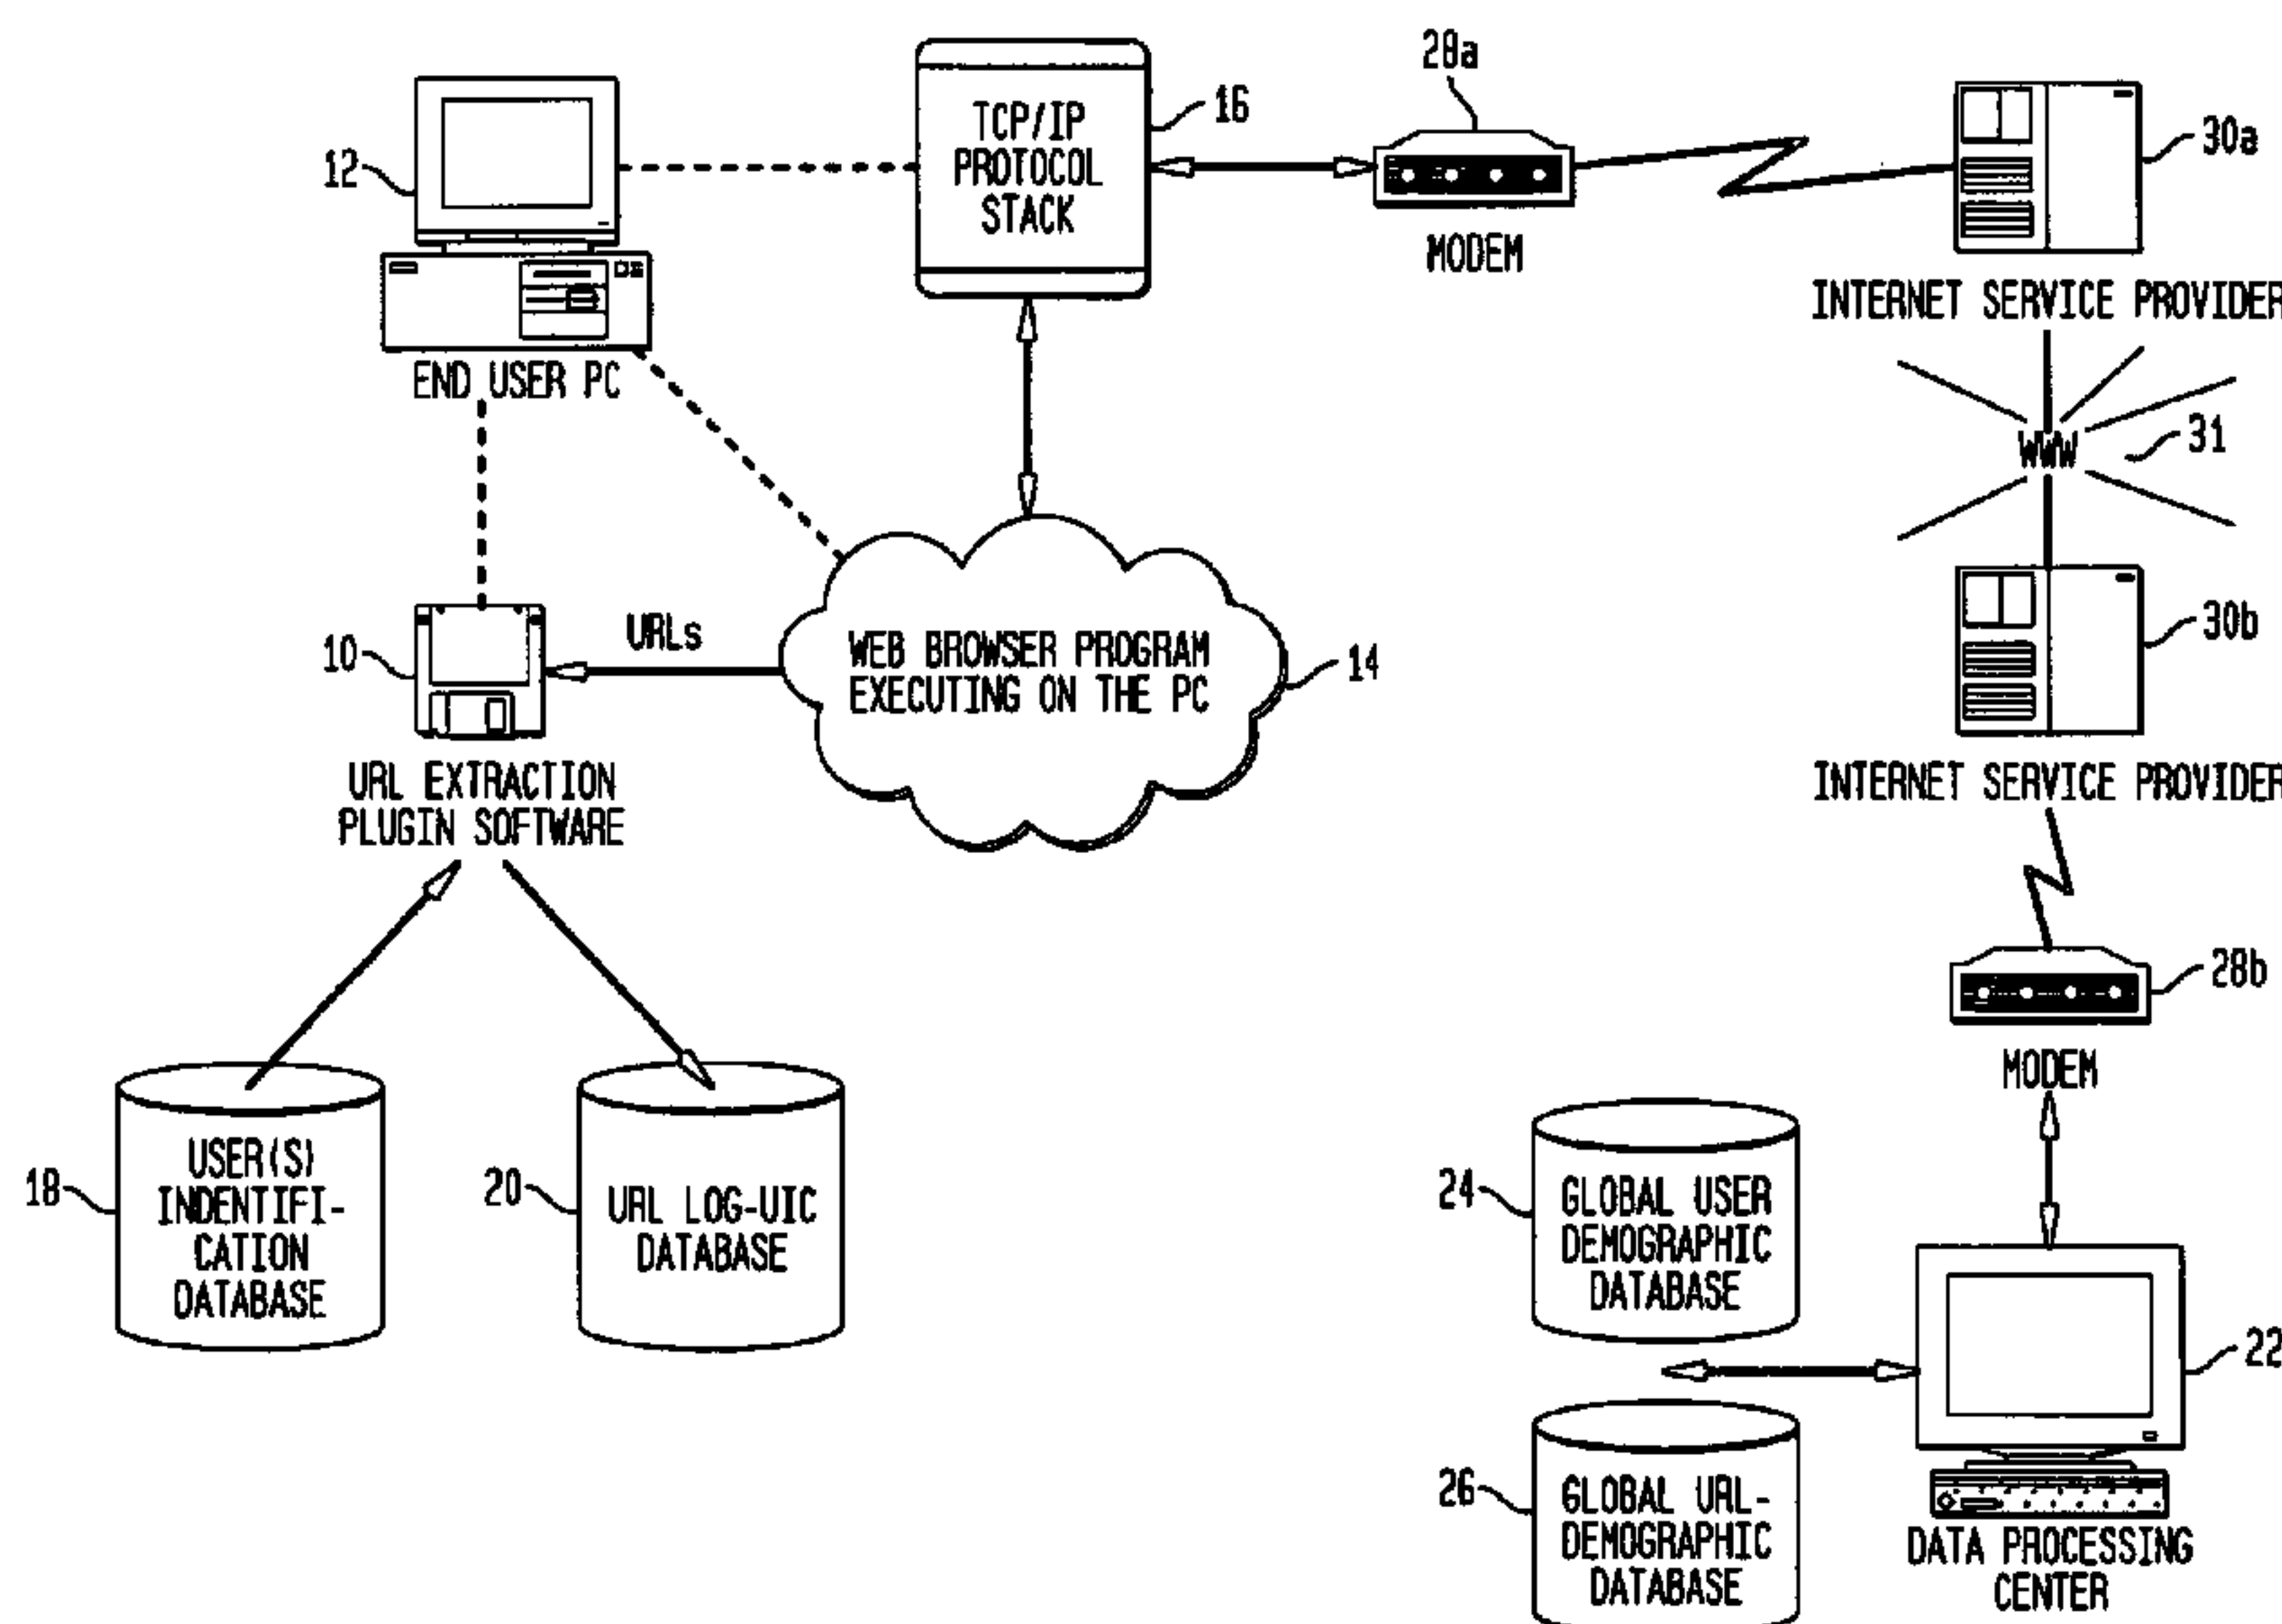 28a
TCP/IP
PROTOCOL
STACK
16
12
30a
MODEM
INTERNET SERVICE PROVIDER
END USER PC
WWW
31
URLs
10
WEB BROWSER PROGRAM
EXECUTING ON THE PC
14
30b
URL EXTRACTION
PLUGIN SOFTWARE
INTERNET SERVICE PROVIDER
28b
MODEM
18
USER(S)
INDENTIFI-
CATION
DATABASE
20
URL LOG-UIC
DATABASE
24
GLOBAL USER
DEMOGRAPHIC
DATABASE
22
26
GLOBAL URL-
DEMOGRAPHIC
DATABASE
DATA PROCESSING
CENTER